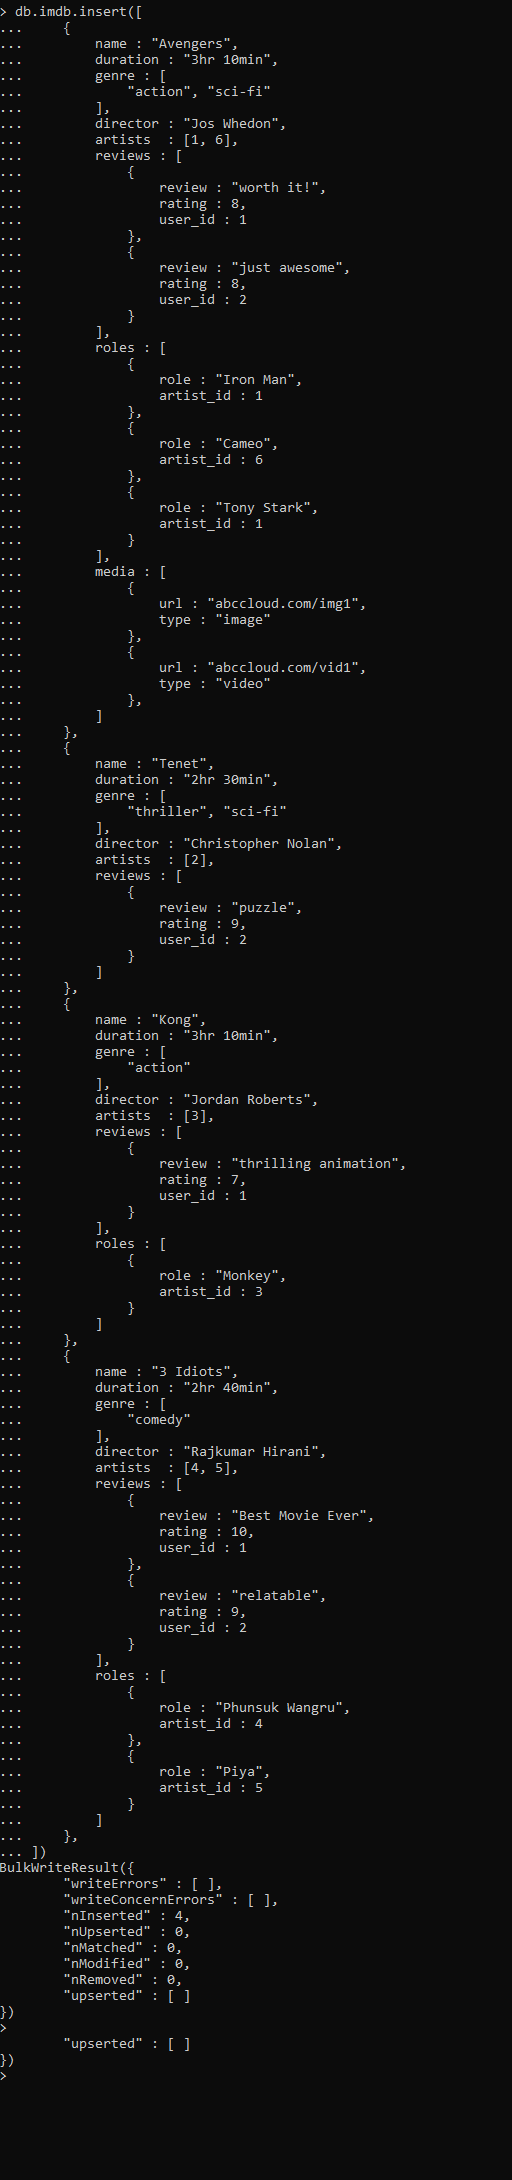 > db.imdb.insert([
...     {
...         name : "Avengers",
...         duration : "3hr 10min",
...         genre : [
...             "action", "sci-fi"
...         ],
...         director : "Jos Whedon",
...         artists  : [1, 6],
...         reviews : [
...             {
...                 review : "worth it!",
...                 rating : 8,
...                 user_id : 1
...             },
...             {
...                 review : "just awesome",
...                 rating : 8,
...                 user_id : 2
...             }
...         ],
...         roles : [
...             {
...                 role : "Iron Man",
...                 artist_id : 1
...             },
...             {
...                 role : "Cameo",
...                 artist_id : 6
...             },
...             {
...                 role : "Tony Stark",
...                 artist_id : 1
...             }
...         ],
...         media : [
...             {
...                 url : "abccloud.com/img1",
...                 type : "image"
...             },
...             {
...                 url : "abccloud.com/vid1",
...                 type : "video"
...             },
...         ]
...     },
...     {
...         name : "Tenet",
...         duration : "2hr 30min",
...         genre : [
...             "thriller", "sci-fi"
...         ],
...         director : "Christopher Nolan",
...         artists  : [2],
...         reviews : [
...             {
...                 review : "puzzle",
...                 rating : 9,
...                 user_id : 2
...             }
...         ]
...     },
...     {
...         name : "Kong",
...         duration : "3hr 10min",
...         genre : [
...             "action"
...         ],
...         director : "Jordan Roberts",
...         artists  : [3],
...         reviews : [
...             {
...                 review : "thrilling animation",
...                 rating : 7,
...                 user_id : 1
...             }
...         ],
...         roles : [
...             {
...                 role : "Monkey",
...                 artist_id : 3
...             }
...         ]
...     },
...     {
...         name : "3 Idiots",
...         duration : "2hr 40min",
...         genre : [
...             "comedy"
...         ],
...         director : "Rajkumar Hirani",
...         artists  : [4, 5],
...         reviews : [
...             {
...                 review : "Best Movie Ever",
...                 rating : 10,
...                 user_id : 1
...             },
...             {
...                 review : "relatable",
...                 rating : 9,
...                 user_id : 2
...             }
...         ],
...         roles : [
...             {
...                 role : "Phunsuk Wangru",
...                 artist_id : 4
...             },
...             {
...                 role : "Piya",
...                 artist_id : 5
...             }
...         ]
...     },
... ])
BulkWriteResult({
        "writeErrors" : [ ],
        "writeConcernErrors" : [ ],
        "nInserted" : 4,
        "nUpserted" : 0,
        "nMatched" : 0,
        "nModified" : 0,
        "nRemoved" : 0,
        "upserted" : [ ]
})
>
        "upserted" : [ ]
})
>